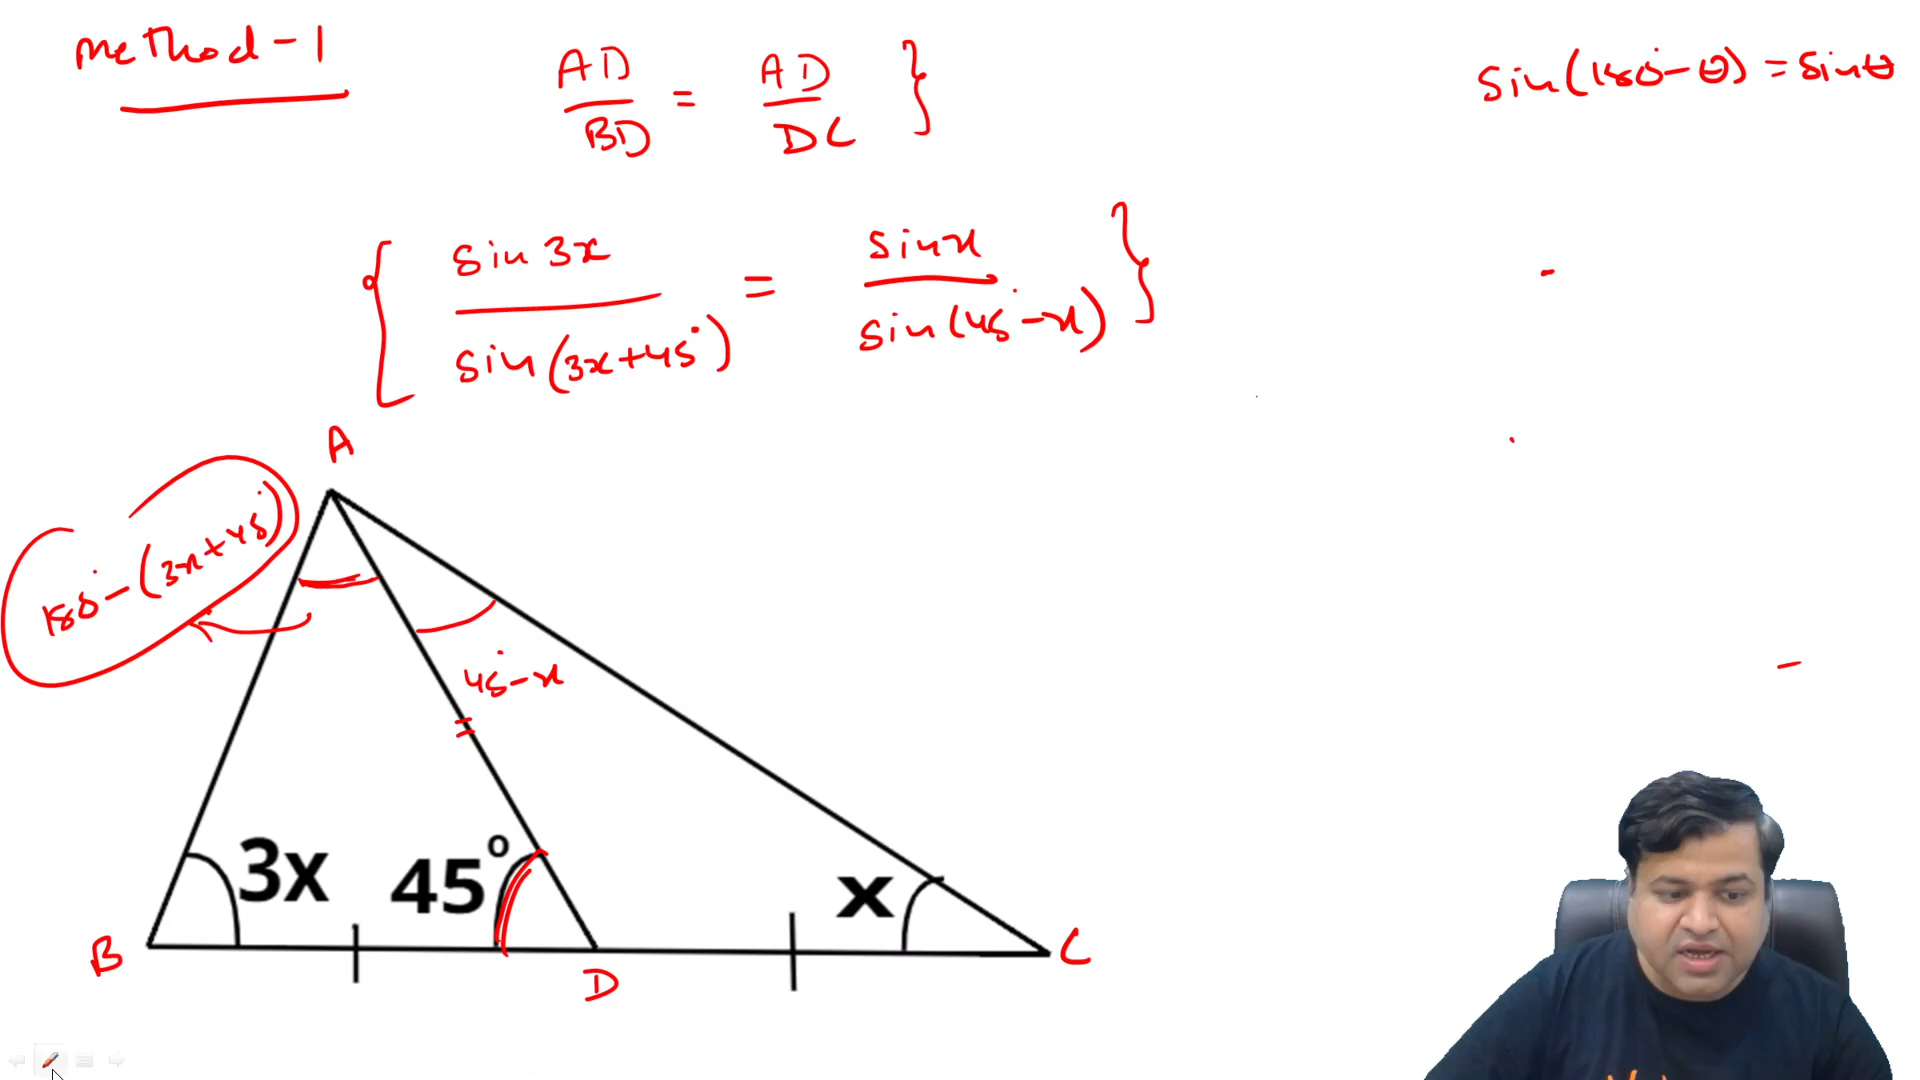 Method-1
AD/BD = AD/DC }
sin(180°-θ) = sinθ
{ sin 3x / sin(3x+45°) = sinx / sin(45°-x) }
A
180°-(3x+45°)
45°-x
3x 45° x
B D C